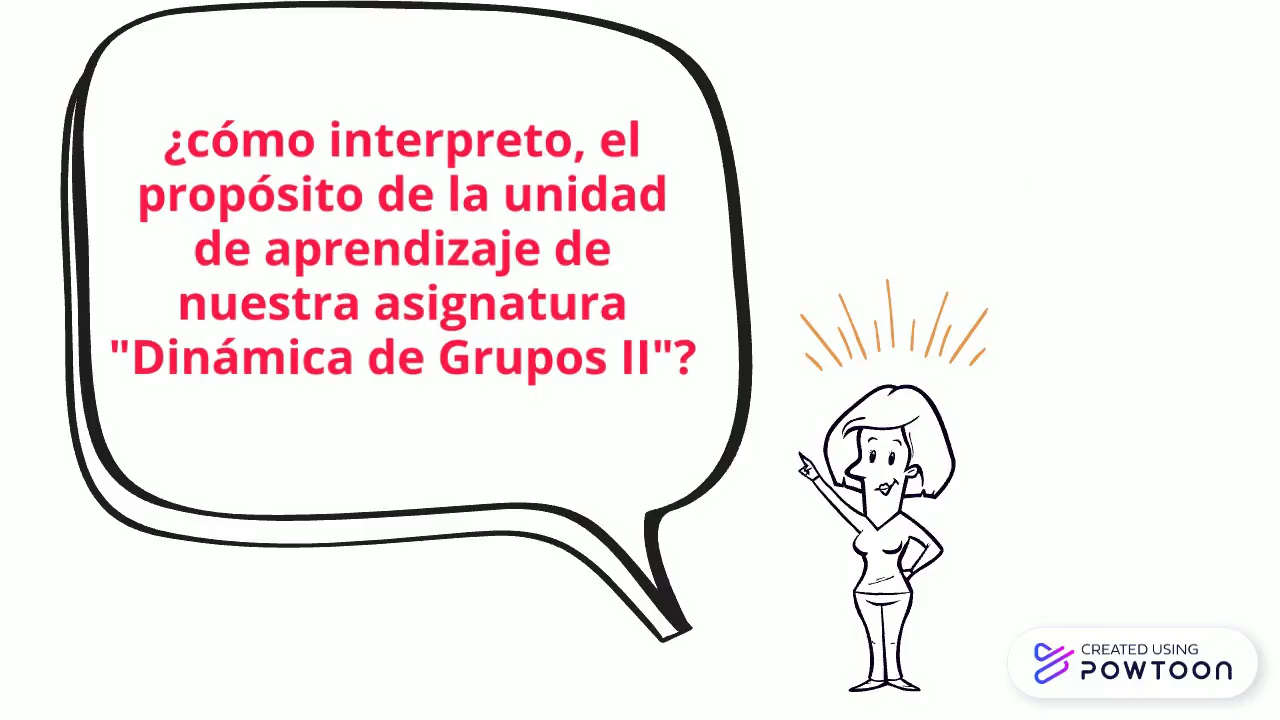 ¿cómo interpreto, el
propósito de la unidad
de aprendizaje de
nuestra asignatura
"Dinámica de Grupos II"?
CREATED USING
POWTOON